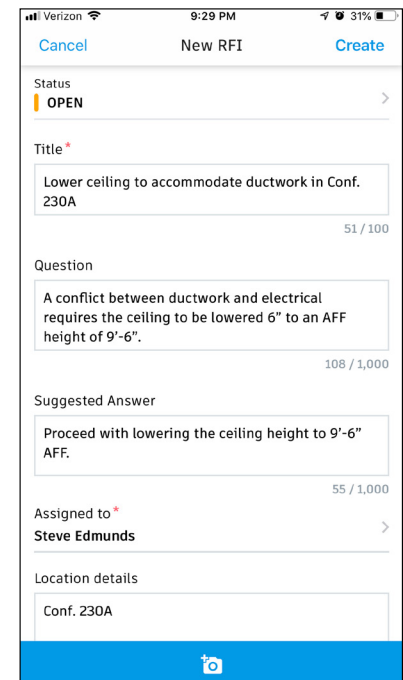 Verizon 9:29 PM 31%
Cancel New RFI Create
Status
OPEN
Title*
Lower ceiling to accommodate ductwork in Conf.
230A
51 / 100
Question
A conflict between ductwork and electrical
requires the ceiling to be lowered 6” to an AFF
height of 9’-6”.
108 / 1,000
Suggested Answer
Proceed with lowering the ceiling height to 9’-6”
AFF.
55 / 1,000
Assigned to*
Steve Edmunds
Location details
Conf. 230A